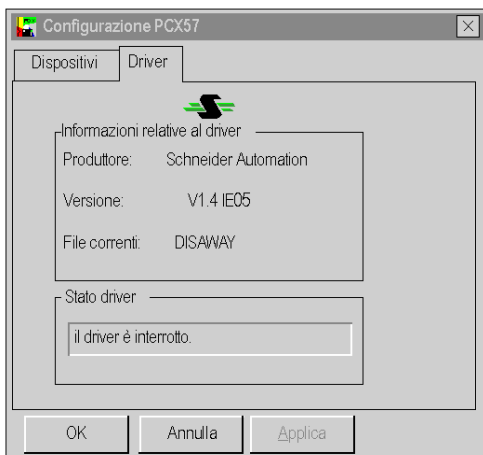 Configurazione PCX57
Dispositivi Driver
Informazioni relative al driver
Produttore: Schneider Automation
Versione: V1.4 IE05
File correnti: DISAWAY
Stato driver
il driver è interrotto.
OK Annulla Applica